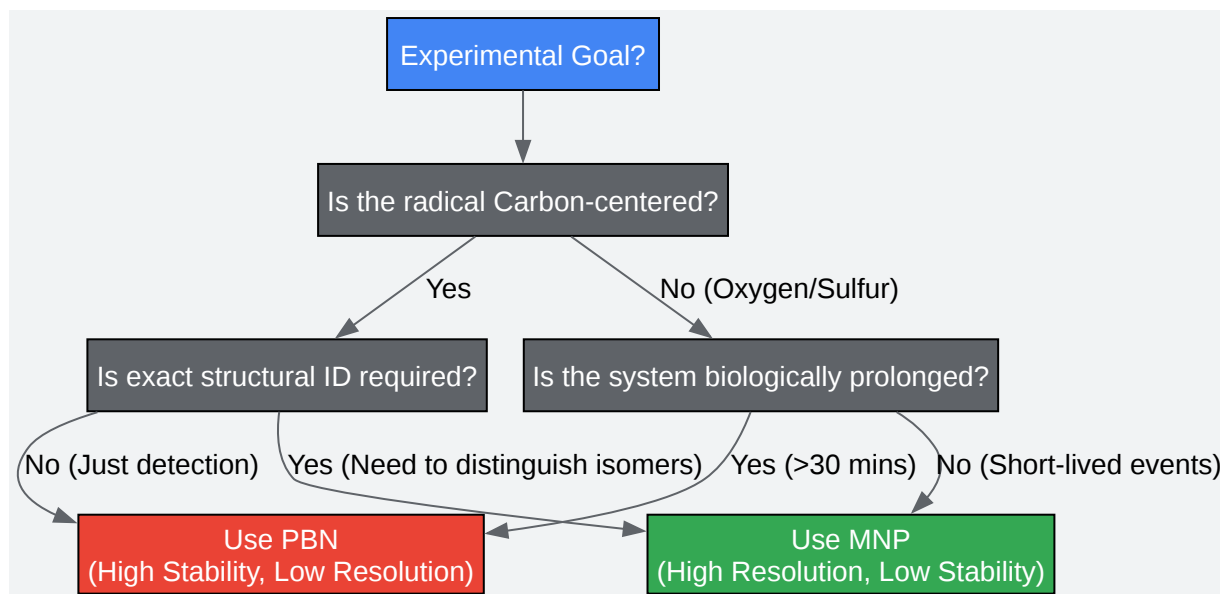 Experimental Goal?
Is the radical Carbon-centered?
Yes
No (Oxygen/Sulfur)
Is exact structural ID required?
Is the system biologically prolonged?
No (Just detection)
Yes (Need to distinguish isomers)
Yes (>30 mins)
No (Short-lived events)
Use PBN
(High Stability, Low Resolution)
Use MNP
(High Resolution, Low Stability)